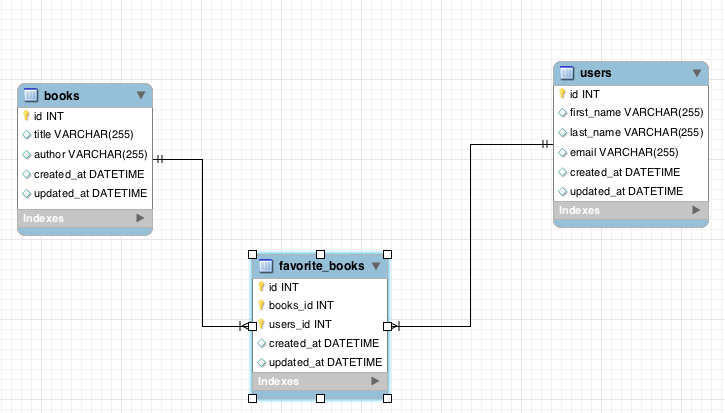 books
id INT
title VARCHAR(255)
author VARCHAR(255)
created_at DATETIME
updated_at DATETIME
Indexes
users
id INT
first_name VARCHAR(255)
last_name VARCHAR(255)
email VARCHAR(255)
created_at DATETIME
updated_at DATETIME
Indexes
favorite_books
id INT
books_id INT
users_id INT
created_at DATETIME
updated_at DATETIME
Indexes